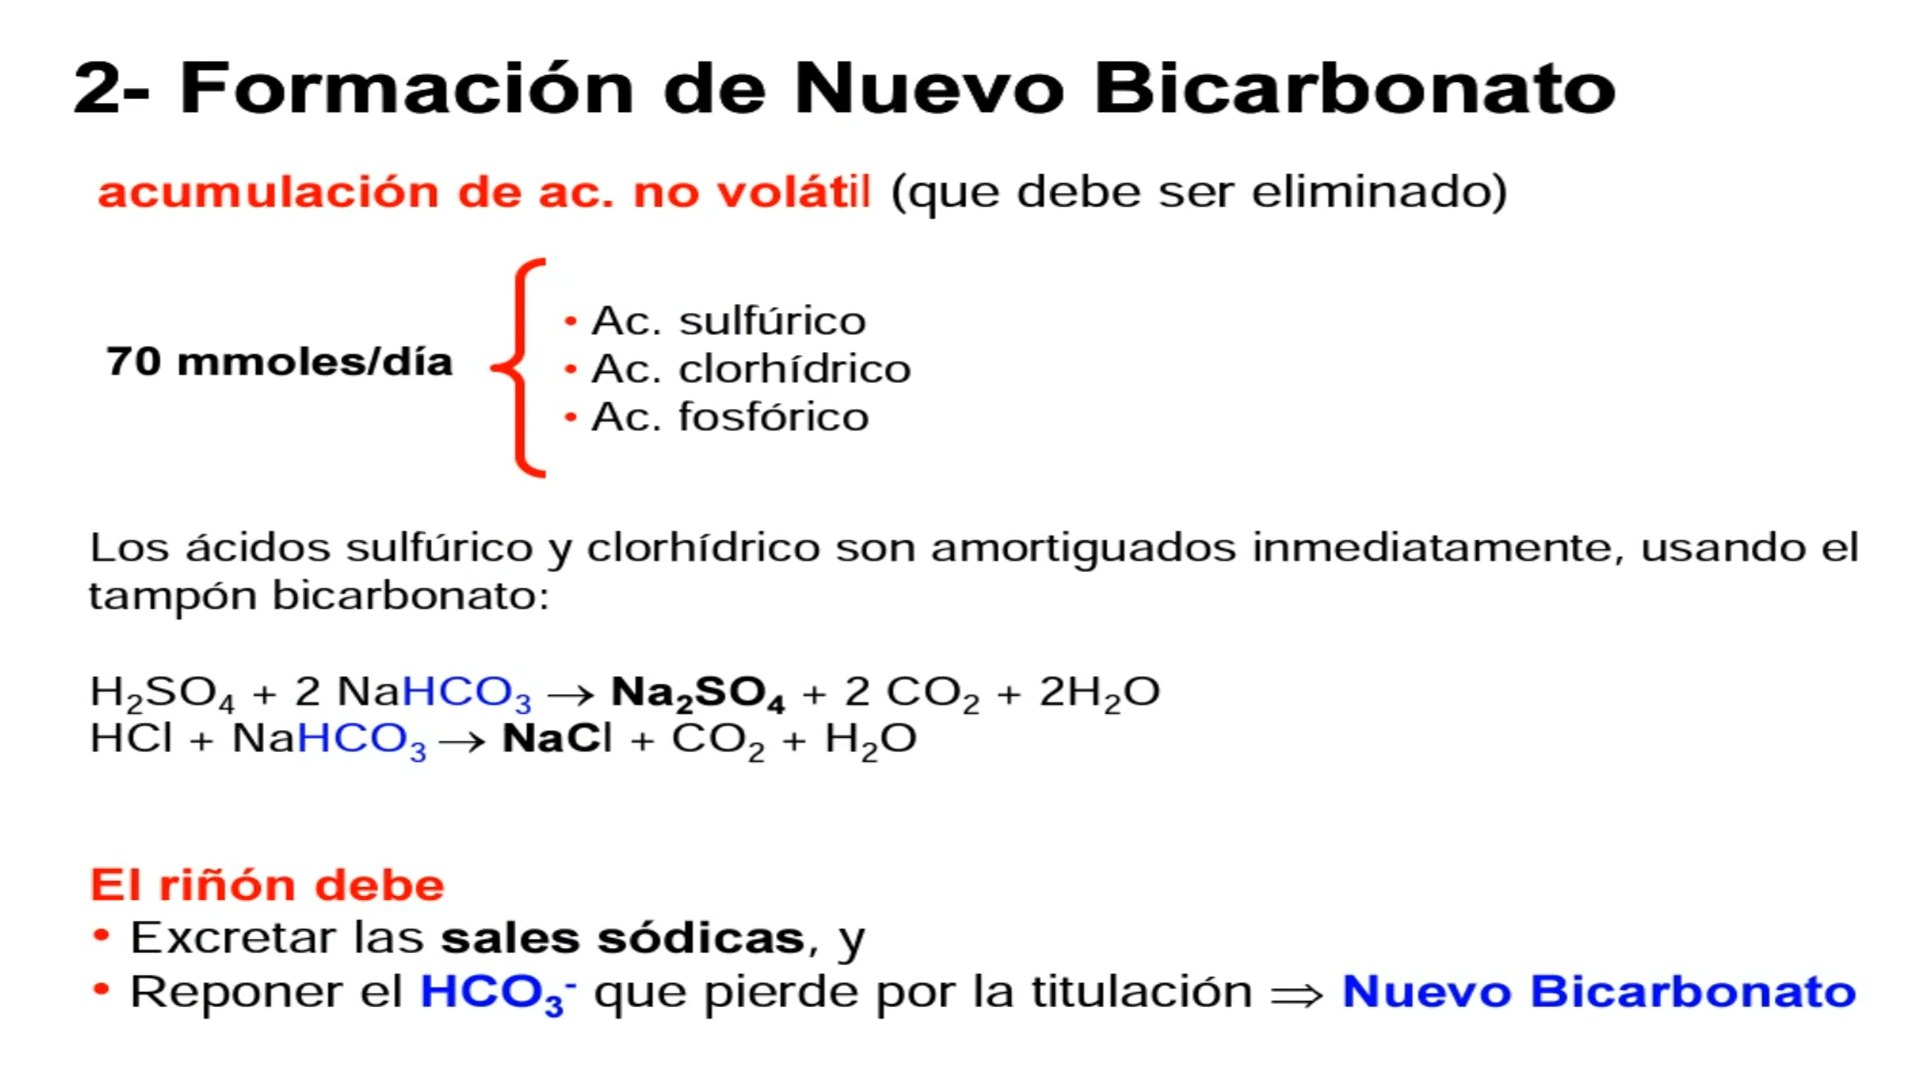 2- Formación de Nuevo Bicarbonato
acumulación de ac. no volátil (que debe ser eliminado)
70 mmoles/día
• Ac. sulfúrico
• Ac. clorhídrico
• Ac. fosfórico
Los ácidos sulfúrico y clorhídrico son amortiguados inmediatamente, usando el
tampón bicarbonato:
H₂SO₄ + 2 NaHCO₃ → Na₂SO₄ + 2 CO₂ + 2H₂O
HCl + NaHCO₃ → NaCl + CO₂ + H₂O
El riñón debe
• Excretar las sales sódicas, y
• Reponer el HCO₃⁻ que pierde por la titulación ⇒ Nuevo Bicarbonato